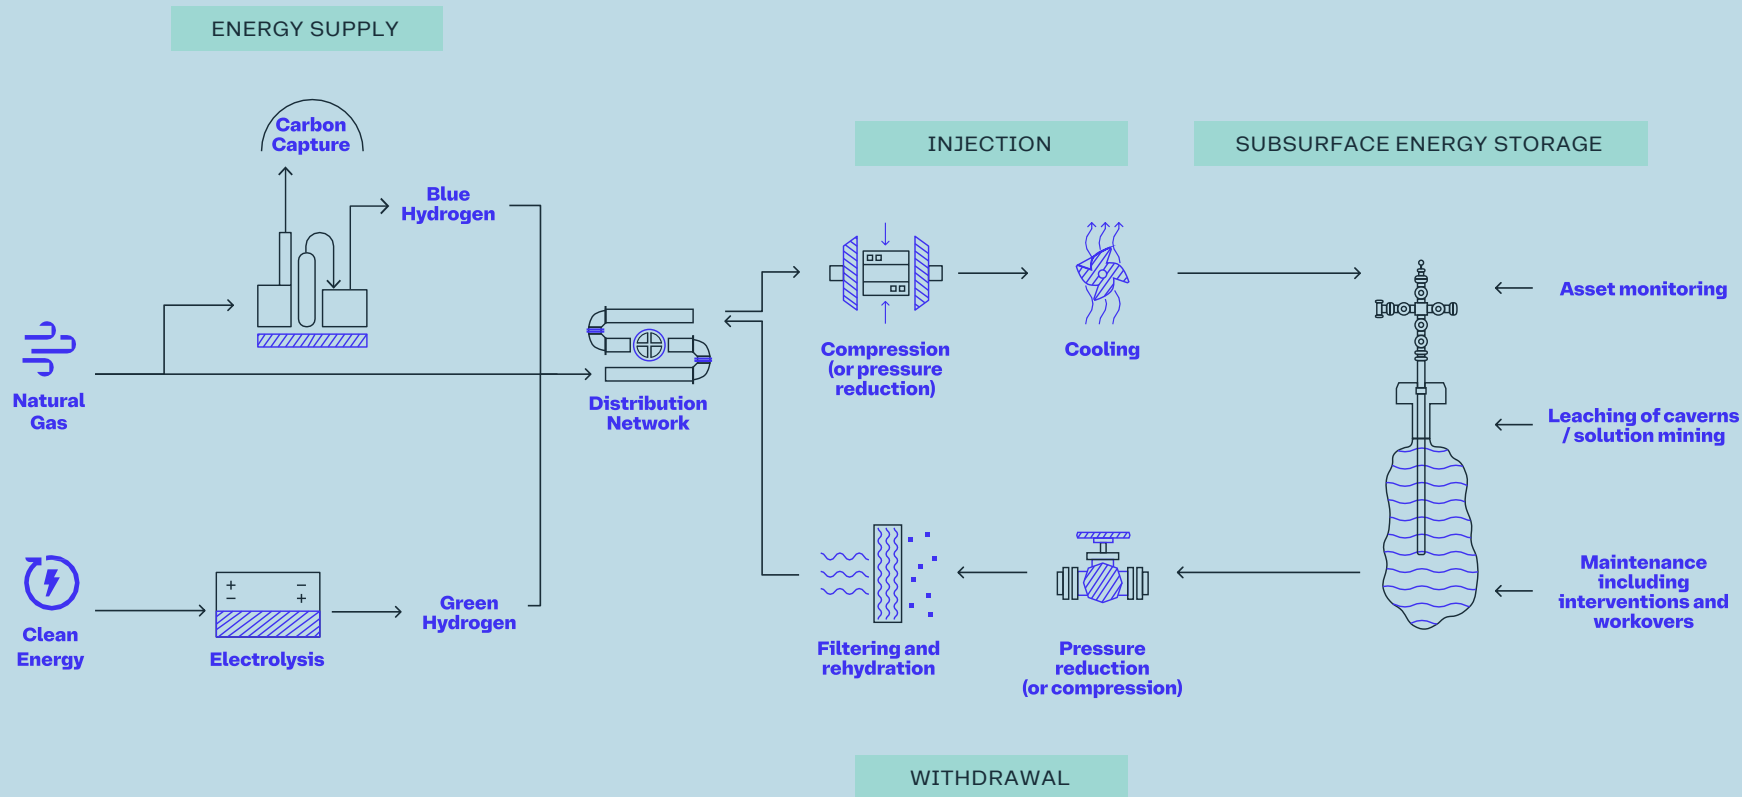 ENERGY SUPPLY
Carbon
Capture
Blue
Hydrogen
Natural
Gas
Distribution
Network
Clean
Energy
Electrolysis
Green
Hydrogen
INJECTION
Compression
(or pressure
reduction)
Cooling
SUBSURFACE ENERGY STORAGE
Asset monitoring
Leaching of caverns
/ solution mining
Maintenance
including
interventions and
workovers
Filtering and
rehydration
Pressure
reduction
(or compression)
WITHDRAWAL